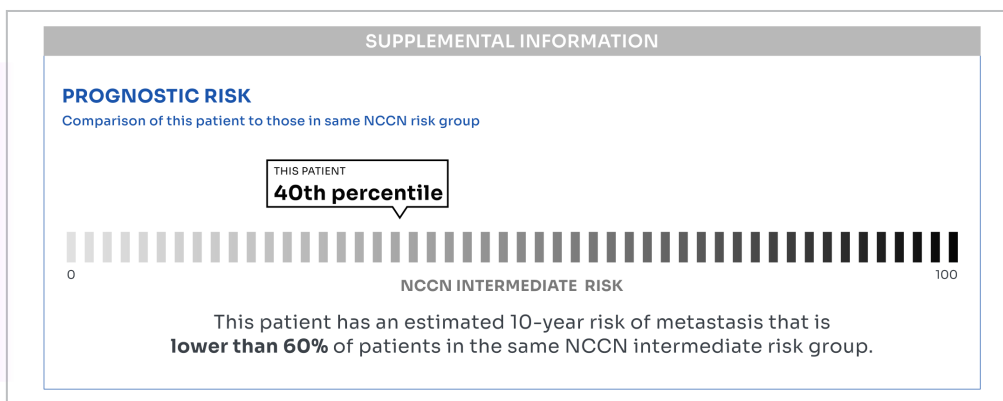 SUPPLEMENTAL INFORMATION
PROGNOSTIC RISK
Comparison of this patient to those in same NCCN risk group
THIS PATIENT
40th percentile
0
100
NCCN INTERMEDIATE RISK
This patient has an estimated 10-year risk of metastasis that is
lower than 60% of patients in the same NCCN intermediate risk group.